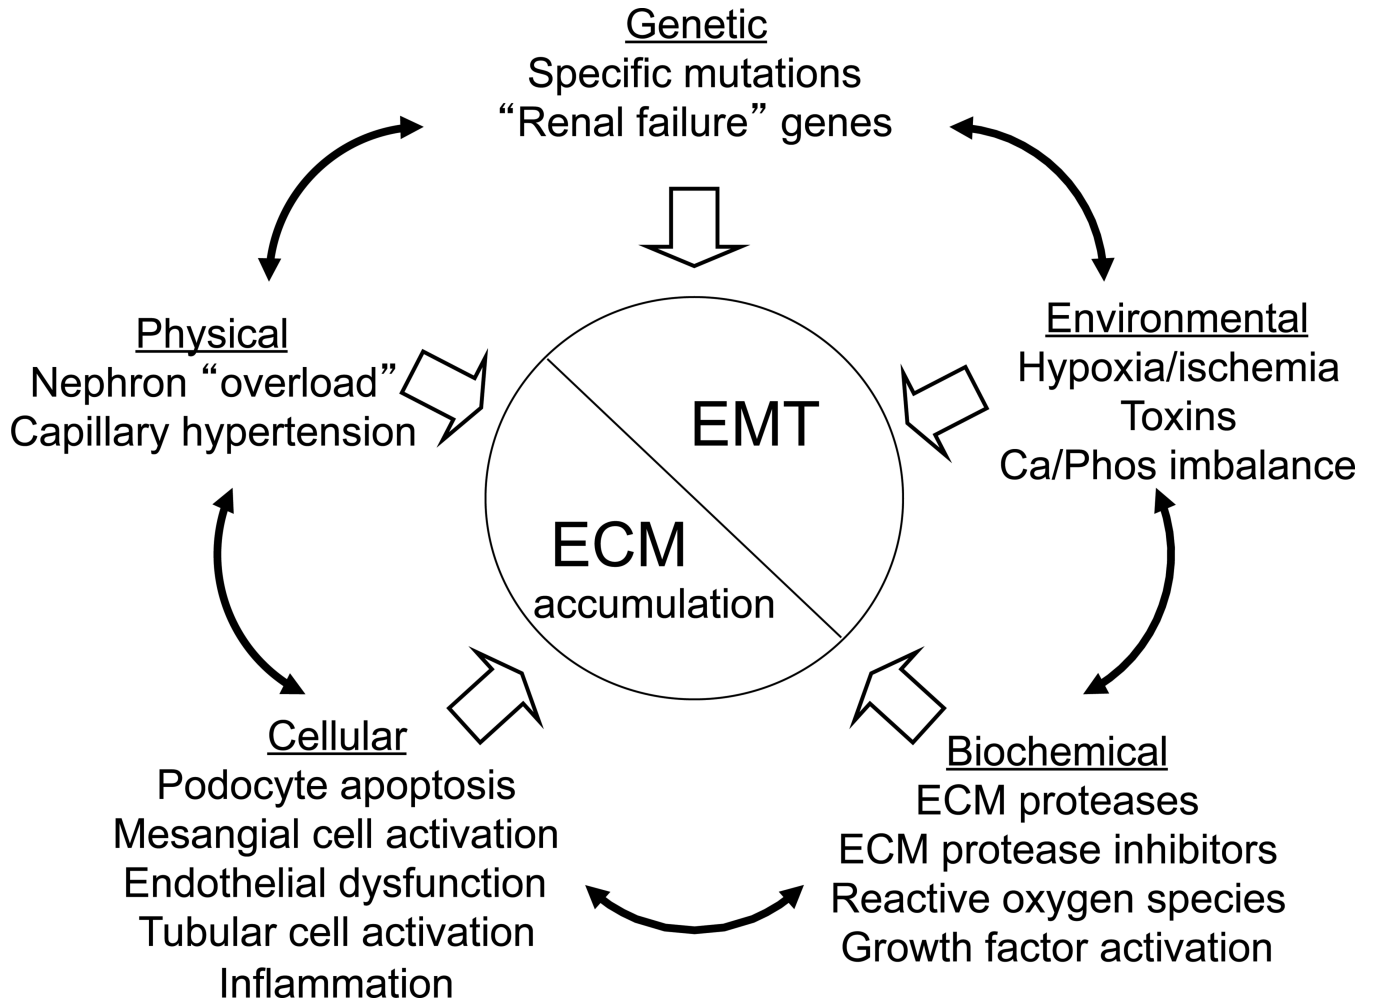 Genetic
Specific mutations
“Renal failure” genes
Physical
Nephron “overload”
Capillary hypertension
Environmental
Hypoxia/ischemia
Toxins
Ca/Phos imbalance
EMT
ECM
accumulation
Cellular
Podocyte apoptosis
Mesangial cell activation
Endothelial dysfunction
Tubular cell activation
Inflammation
Biochemical
ECM proteases
ECM protease inhibitors
Reactive oxygen species
Growth factor activation